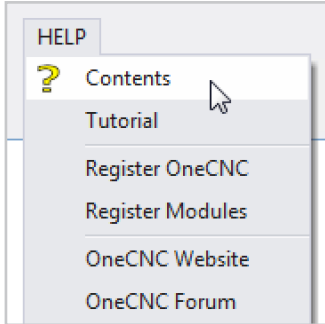 HELP
Contents
Tutorial
Register OneCNC
Register Modules
OneCNC Website
OneCNC Forum